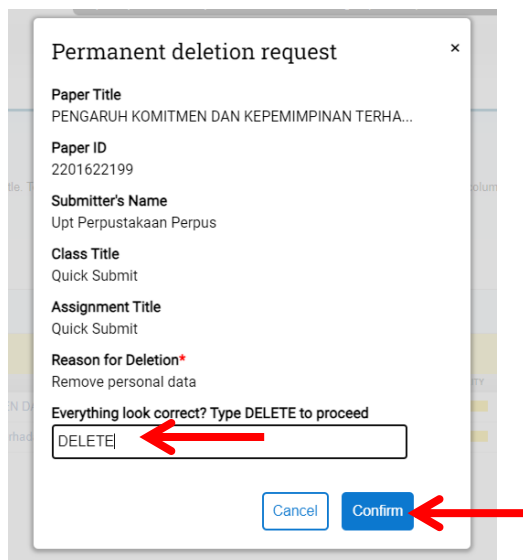 Permanent deletion request
×
Paper Title
PENGARUH KOMITMEN DAN KEPEMIMPINAN TERHA...
Paper ID
2201622199
Submitter's Name
Upt Perpustakaan Perpus
Class Title
Quick Submit
Assignment Title
Quick Submit
Reason for Deletion*
Remove personal data
Everything look correct? Type DELETE to proceed
DELETE
Cancel Confirm